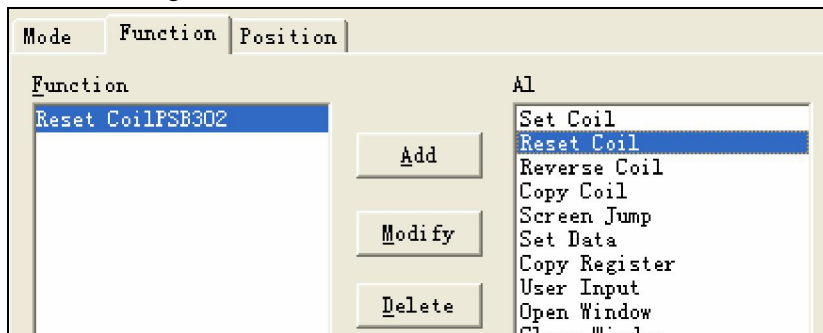 Mode Function Position
Function
Reset CoilPSB302
Add
Modify
Delete
Al
Set Coil
Reset Coil
Reverse Coil
Copy Coil
Screen Jump
Set Data
Copy Register
User Input
Open Window